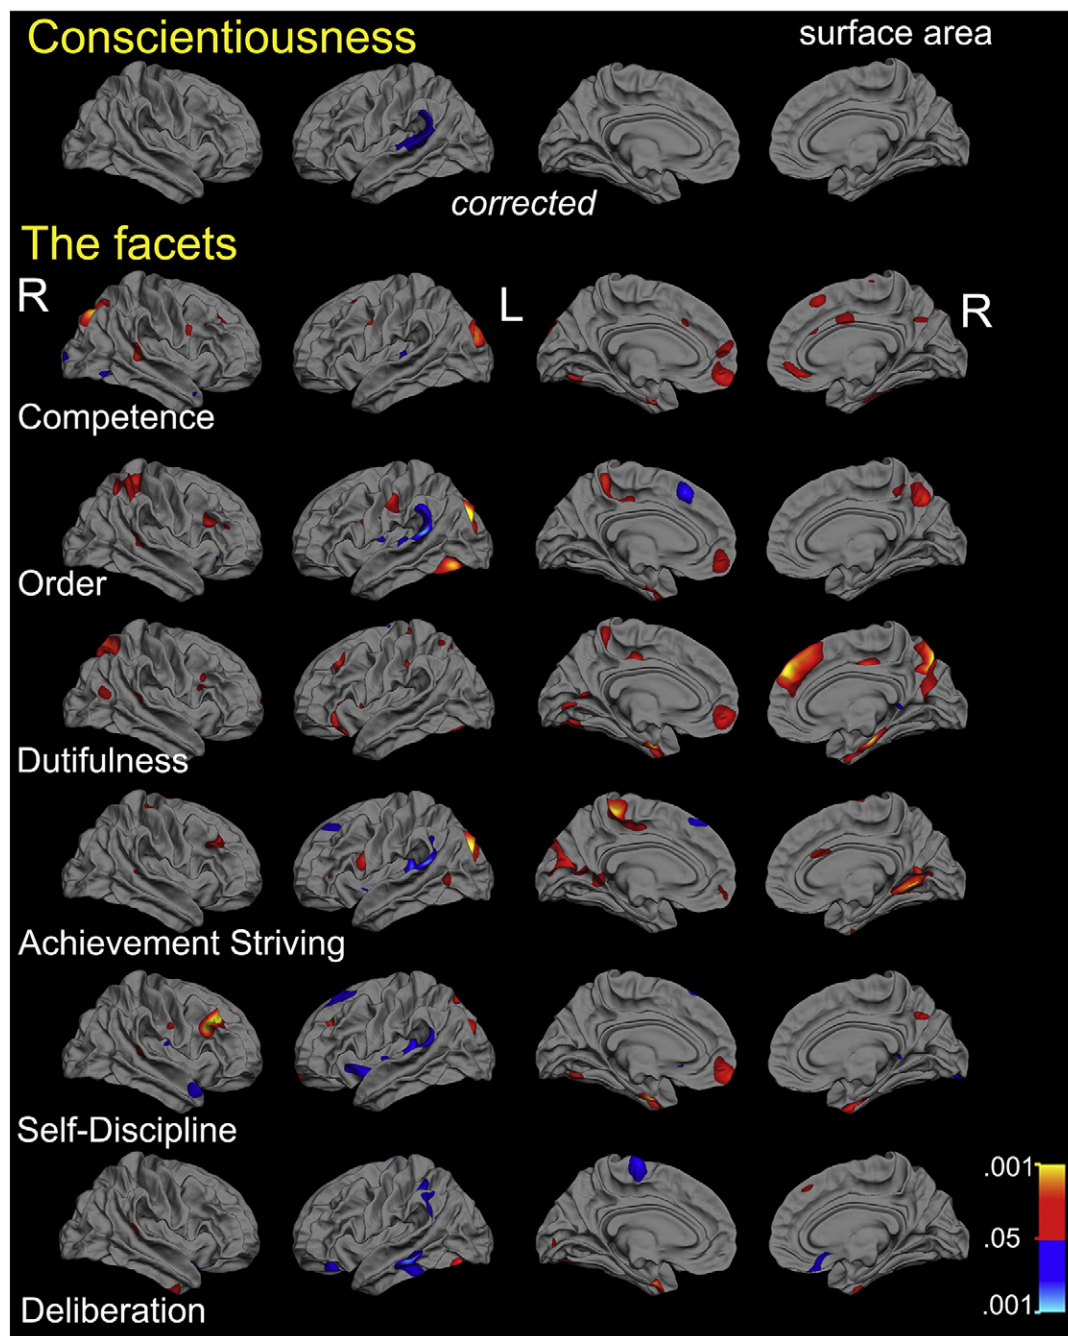 Conscientiousness
surface area
corrected
The facets
R
L
R
Competence
Order
Dutifulness
Achievement Striving
Self-Discipline
Deliberation
.001
.05
.001